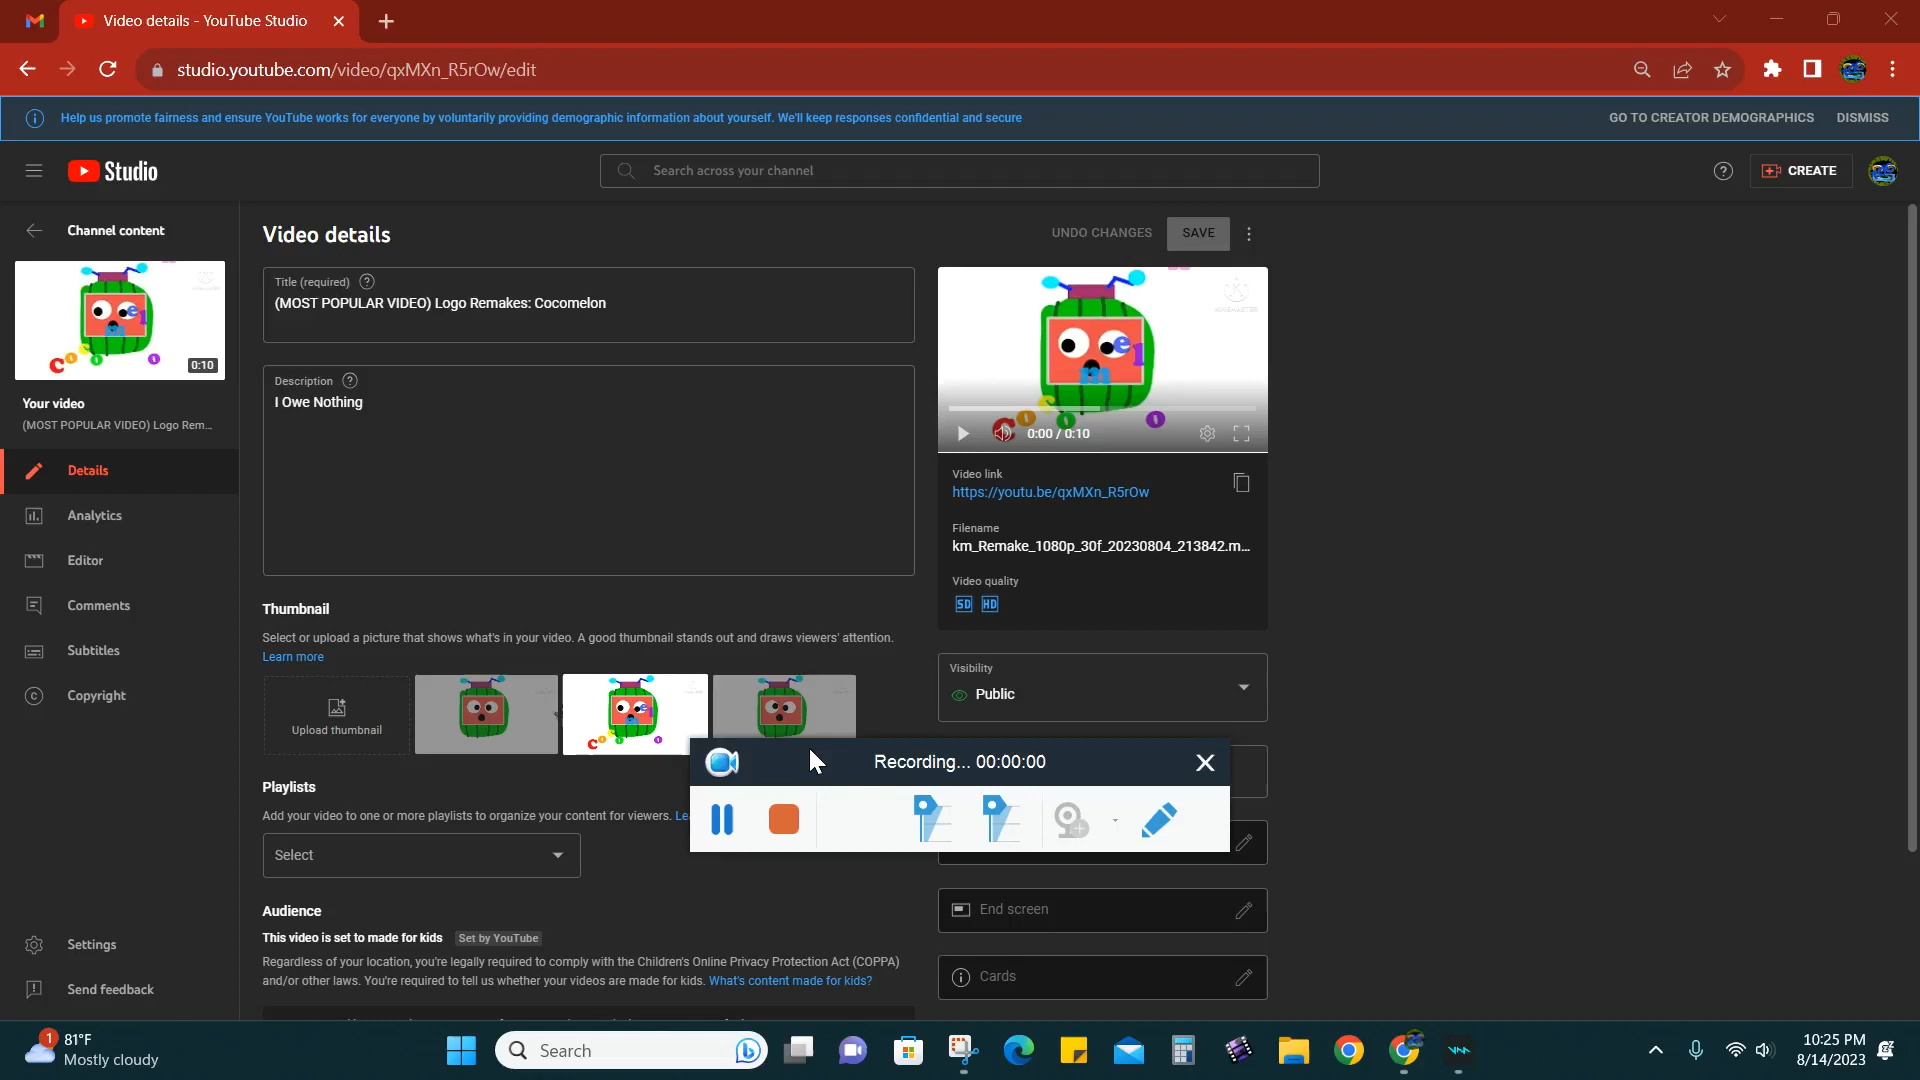 Video details - YouTube Studio
studio.youtube.com/video/qxMXn_R5rOw/edit
Help us promote fairness and ensure YouTube works for everyone by voluntarily providing demographic information about yourself. We'll keep responses confidential and secure
GO TO CREATOR DEMOGRAPHICS
DISMISS
Studio
Search across your channel
CREATE
Channel content
0:10
Your video
(MOST POPULAR VIDEO) Logo Rem...
Details
Analytics
Editor
Comments
Subtitles
Copyright
Settings
Send feedback
Video details
UNDO CHANGES
SAVE
Title (required)
(MOST POPULAR VIDEO) Logo Remakes: Cocomelon
Description
I Owe Nothing
Thumbnail
Select or upload a picture that shows what's in your video. A good thumbnail stands out and draws viewers' attention.
Learn more
Upload thumbnail
Playlists
Add your video to one or more playlists to organize your content for viewers.
Select
Audience
This video is set to made for kids
Set by YouTube
Regardless of your location, you're legally required to comply with the Children's Online Privacy Protection Act (COPPA)
and/or other laws. You're required to tell us whether your videos are made for kids. What's content made for kids?
0:00 / 0:10
Video link
https://youtu.be/qxMXn_R5rOw
Filename
km_Remake_1080p_30f_20230804_213842.m...
Video quality
SD HD
Visibility
Public
Recording... 00:00:00
End screen
Cards
1
81°F
Mostly cloudy
Search
10:25 PM
8/14/2023